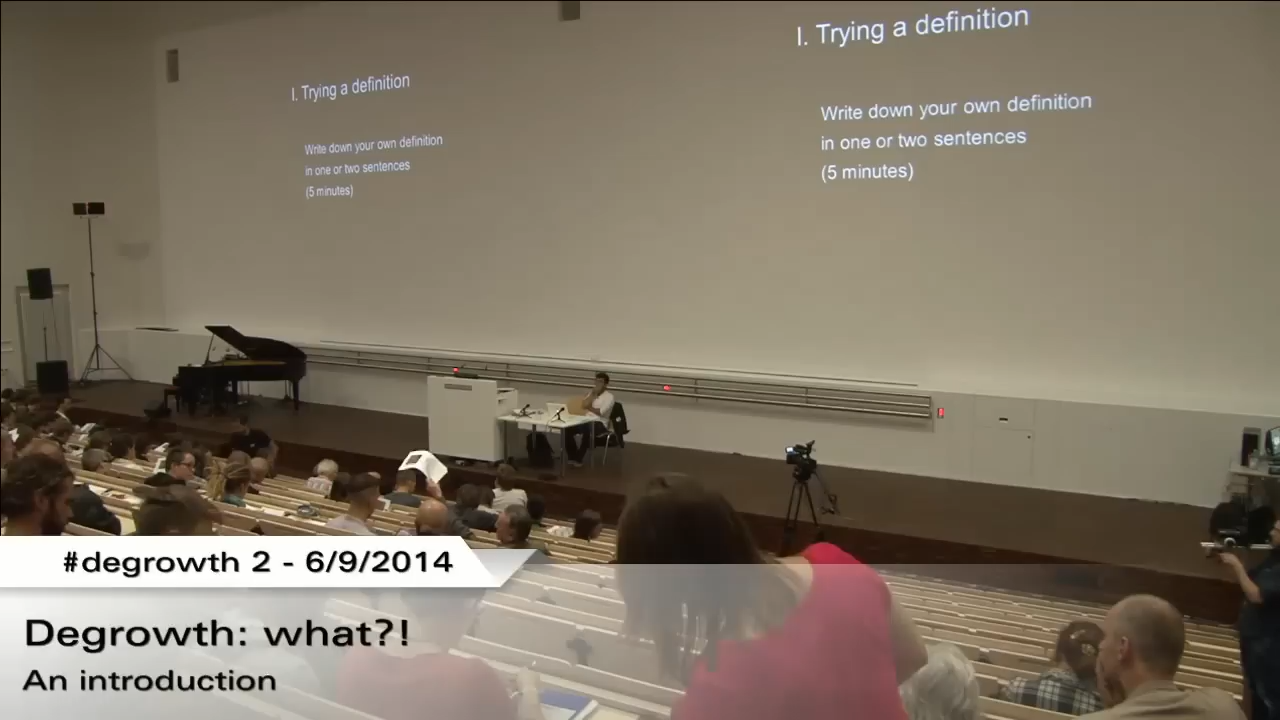 I. Trying a definition
Write down your own definition
in one or two sentences
(5 minutes)
I. Trying a definition
Write down your own definition
in one or two sentences
(5 minutes)
#degrowth 2 - 6/9/2014
Degrowth: what?!
An introduction